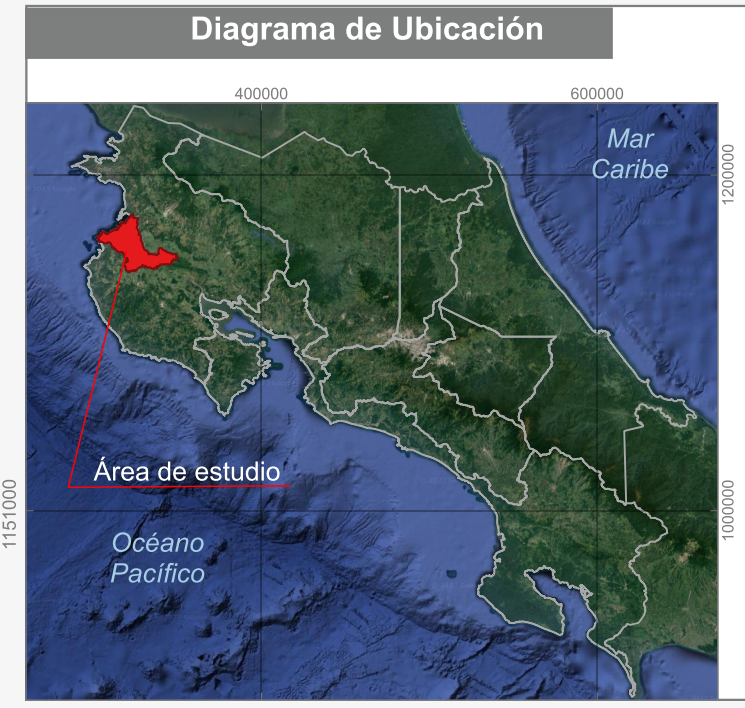 Diagrama de Ubicación
400000
600000
Mar
Caribe
1200000
Área de estudio
1151000
1000000
Océano
Pacífico